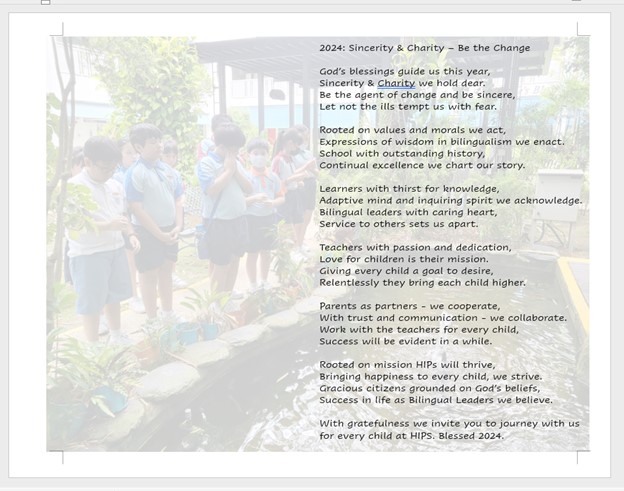 2024: Sincerity & Charity – Be the Change
God's blessings guide us this year,
Sincerity & Charity we hold dear.
Be the agent of change and be sincere,
Let not the ills tempt us with fear.
Rooted on values and morals we act,
Expressions of wisdom in bilingualism we enact.
School with outstanding history,
Continual excellence we chart our story.
Learners with thirst for knowledge,
Adaptive mind and inquiring spirit we acknowledge.
Bilingual leaders with caring heart,
Service to others sets us apart.
Teachers with passion and dedication,
Love for children is their mission.
Giving every child a goal to desire,
Relentlessly they bring each child higher.
Parents as partners - we cooperate,
With trust and communication - we collaborate.
Work with the teachers for every child,
Success will be evident in a while.
Rooted on mission HIPs will thrive,
Bringing happiness to every child, we strive.
Gracious citizens grounded on God's beliefs,
Success in life as Bilingual Leaders we believe.
With gratefulness we invite you to journey with us
for every child at HIPS. Blessed 2024.